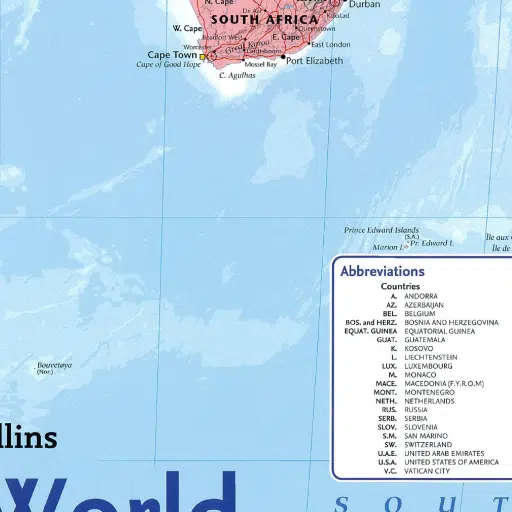 N. Cape
Durban
De Aar
Kokstad
SOUTH AFRICA
W. Cape
Queenstown
Beaufort West
E. Cape
Worcester
Great Karoo
East London
Cape Town
Port Elizabeth
Cape of Good Hope
Mossel Bay
C. Agulhas
Prince Edward Islands
(S.A.)
Marion I.
Pr. Edward I.
Île aux
Île de
Abbreviations
Countries
A. ANDORRA
AZ. AZERBAIJAN
BEL. BELGIUM
BOS. and HERZ. BOSNIA AND HERZEGOVINA
EQUAT. GUINEA EQUATORIAL GUINEA
GUAT. GUATEMALA
K. KOSOVO
L. LIECHTENSTEIN
LUX. LUXEMBOURG
M. MONACO
MACE. MACEDONIA (F.Y.R.O.M)
MONT. MONTENEGRO
NETH. NETHERLANDS
RUS. RUSSIA
SERB. SERBIA
SLOV. SLOVENIA
S.M. SAN MARINO
SW. SWITZERLAND
U.A.E. UNITED ARAB EMIRATES
U.S.A. UNITED STATES OF AMERICA
V.C. VATICAN CITY
Bouvetøya
(Nor.)
llins
World
SOUT